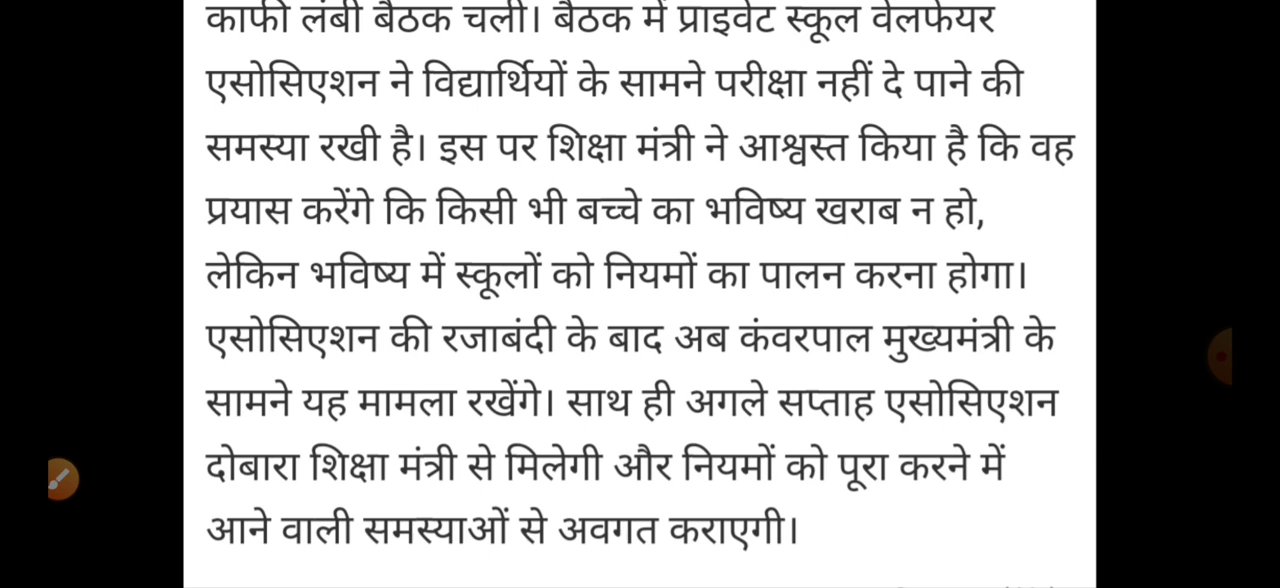 काफी लंबी बैठक चली। बैठक में प्राइवेट स्कूल वेलफेयर
एसोसिएशन ने विद्यार्थियों के सामने परीक्षा नहीं दे पाने की
समस्या रखी है। इस पर शिक्षा मंत्री ने आश्वस्त किया है कि वह
प्रयास करेंगे कि किसी भी बच्चे का भविष्य खराब न हो,
लेकिन भविष्य में स्कूलों को नियमों का पालन करना होगा।
एसोसिएशन की रजाबंदी के बाद अब कंवरपाल मुख्यमंत्री के
सामने यह मामला रखेंगे। साथ ही अगले सप्ताह एसोसिएशन
दोबारा शिक्षा मंत्री से मिलेगी और नियमों को पूरा करने में
आने वाली समस्याओं से अवगत कराएगी।